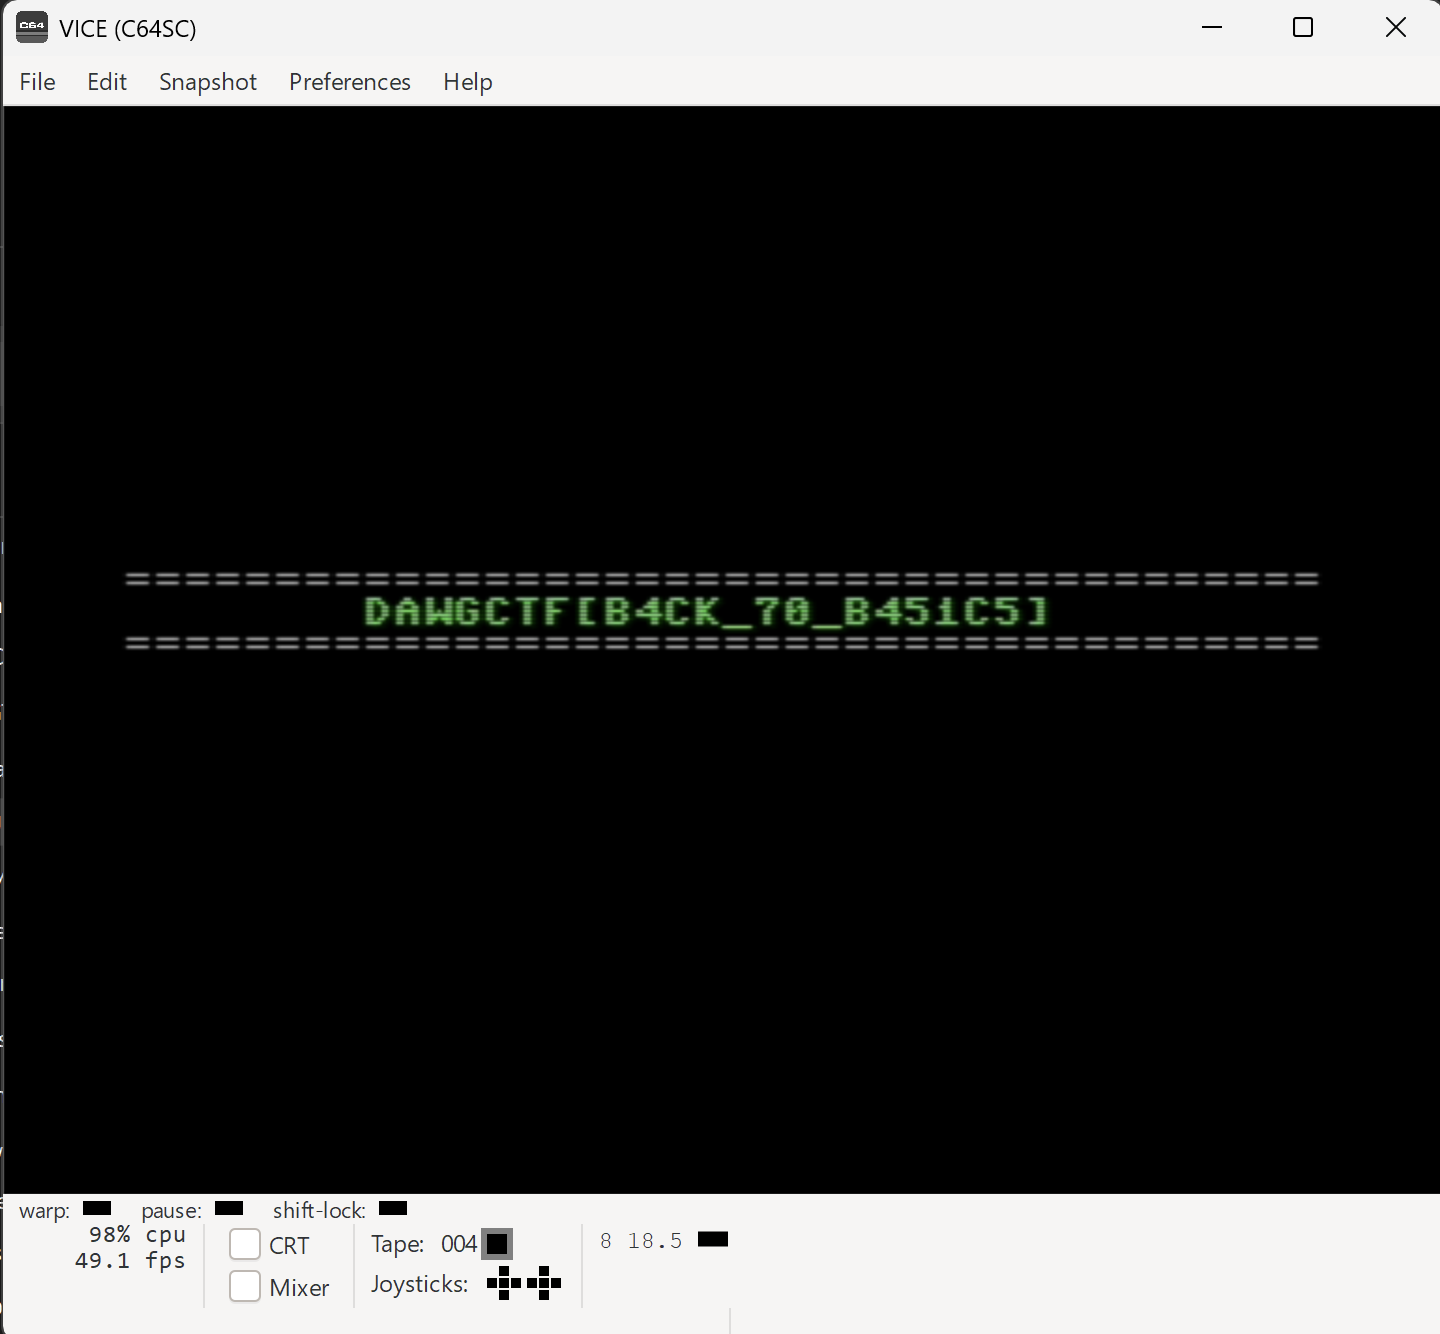 C64 VICE (C64SC)
File Edit Snapshot Preferences Help
========================================
DAWGCTF[B4CK_70_B451C5]
========================================
warp: pause: shift-lock:
98% cpu
49.1 fps
CRT
Mixer
Tape: 004
Joysticks:
8 18.5